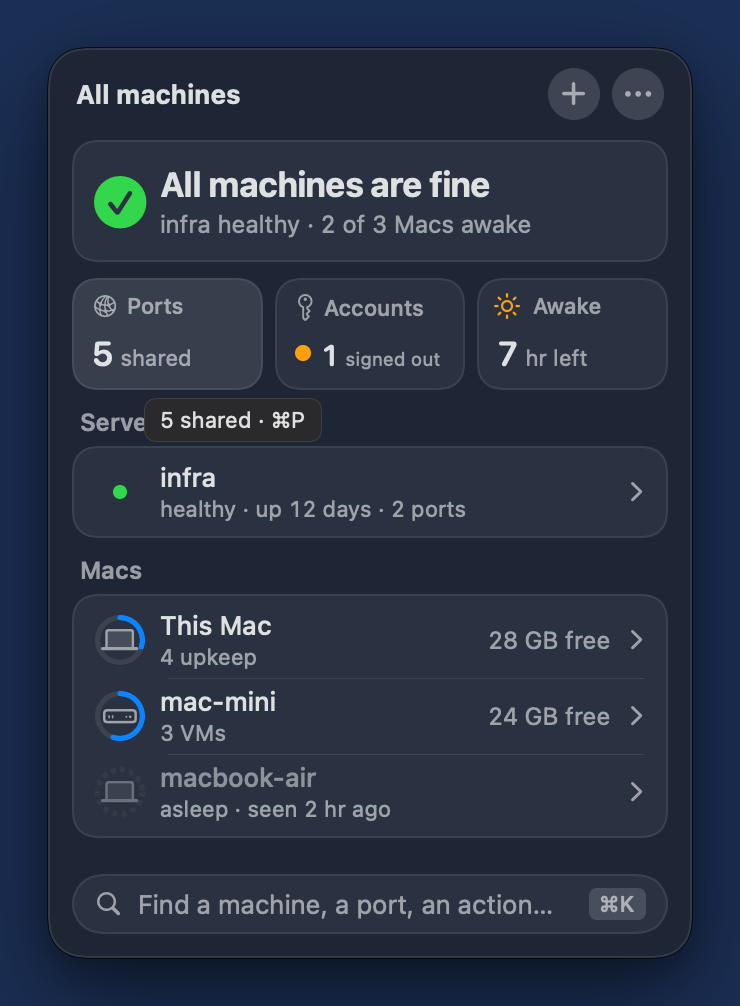 All machines
All machines are fine
infra healthy · 2 of 3 Macs awake
Ports
5 shared
Accounts
1 signed out
Awake
7 hr left
Serve
5 shared · ⌘P
infra
healthy · up 12 days · 2 ports
Macs
This Mac
4 upkeep
28 GB free
mac-mini
3 VMs
24 GB free
macbook-air
asleep · seen 2 hr ago
Find a machine, a port, an action...
⌘K